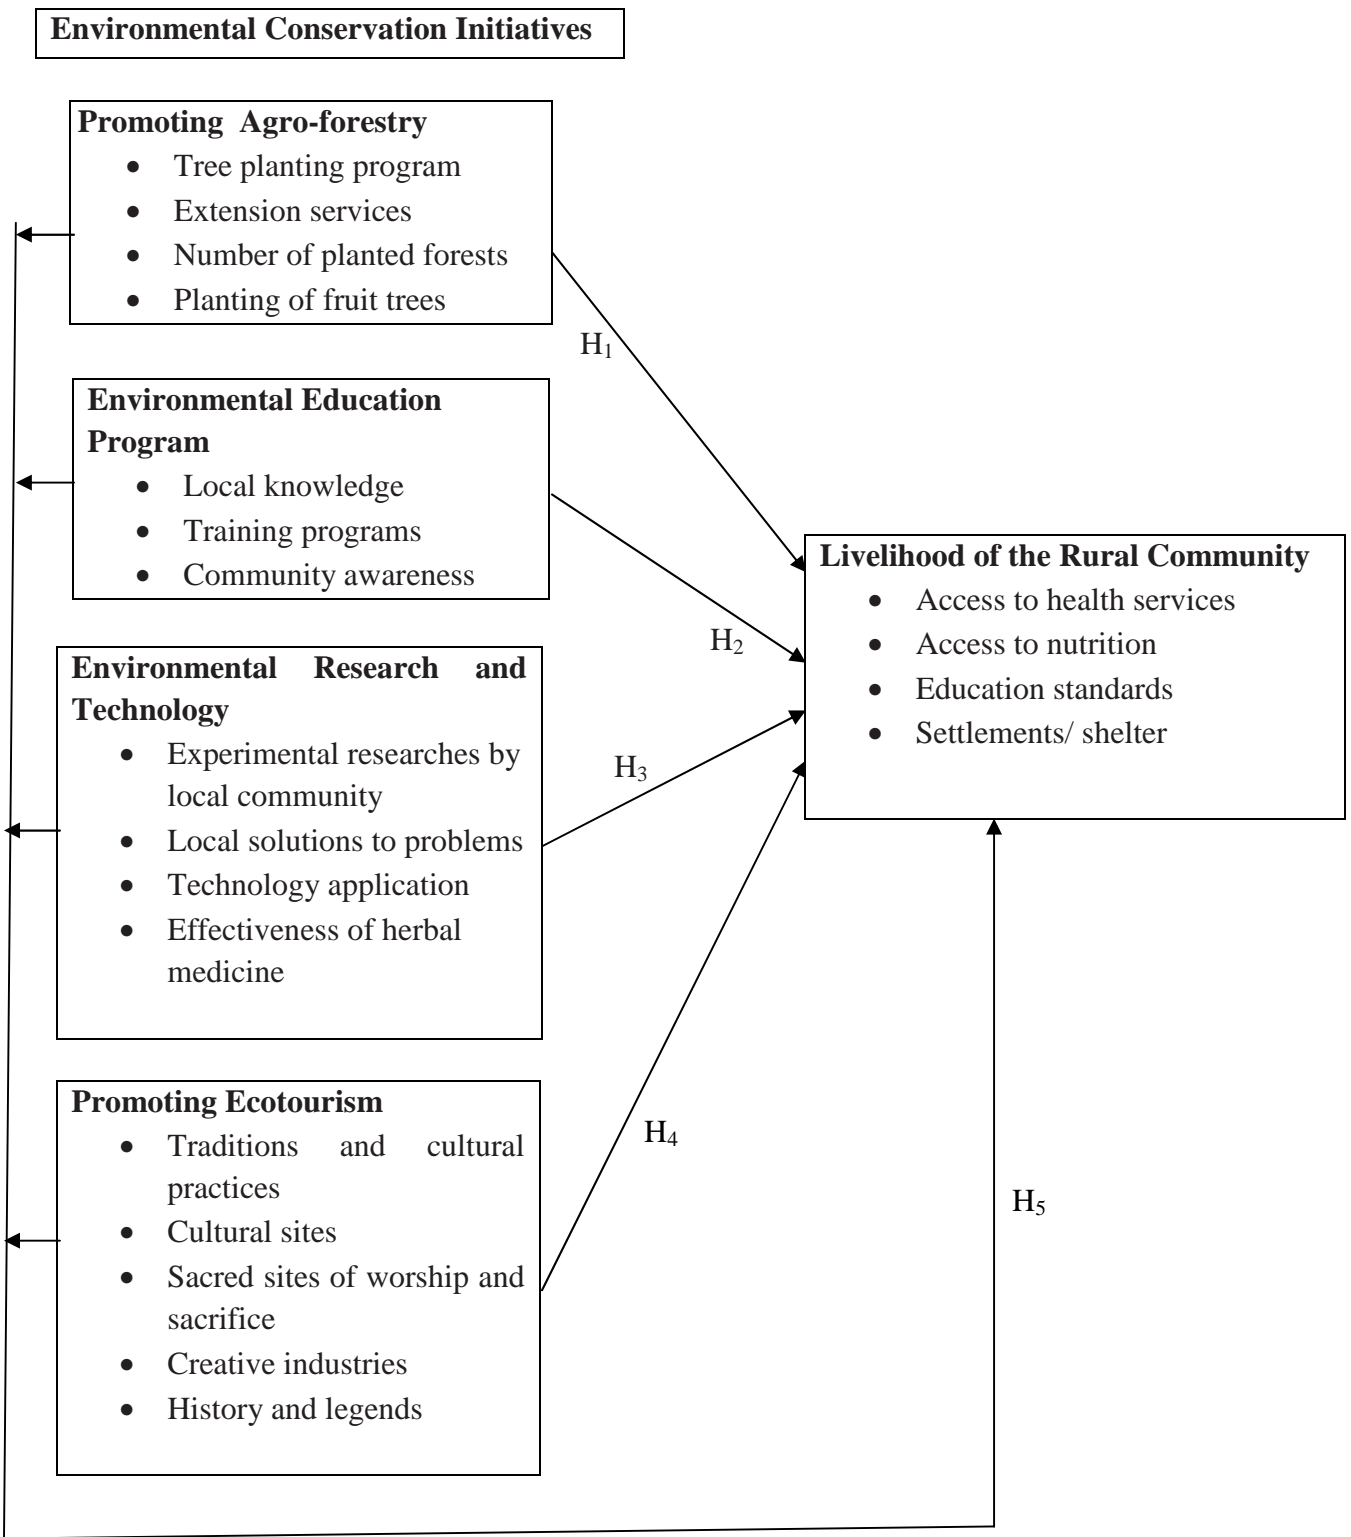 Environmental Conservation Initiatives
Promoting Agro-forestry
• Tree planting program
• Extension services
• Number of planted forests
• Planting of fruit trees
H₁
Environmental Education
Program
• Local knowledge
• Training programs
• Community awareness
H₂
Environmental Research and
Technology
• Experimental researches by
local community
• Local solutions to problems
• Technology application
• Effectiveness of herbal
medicine
H₃
Promoting Ecotourism
• Traditions and cultural
practices
• Cultural sites
• Sacred sites of worship and
sacrifice
• Creative industries
• History and legends
H₄
Livelihood of the Rural Community
• Access to health services
• Access to nutrition
• Education standards
• Settlements/ shelter
H₅